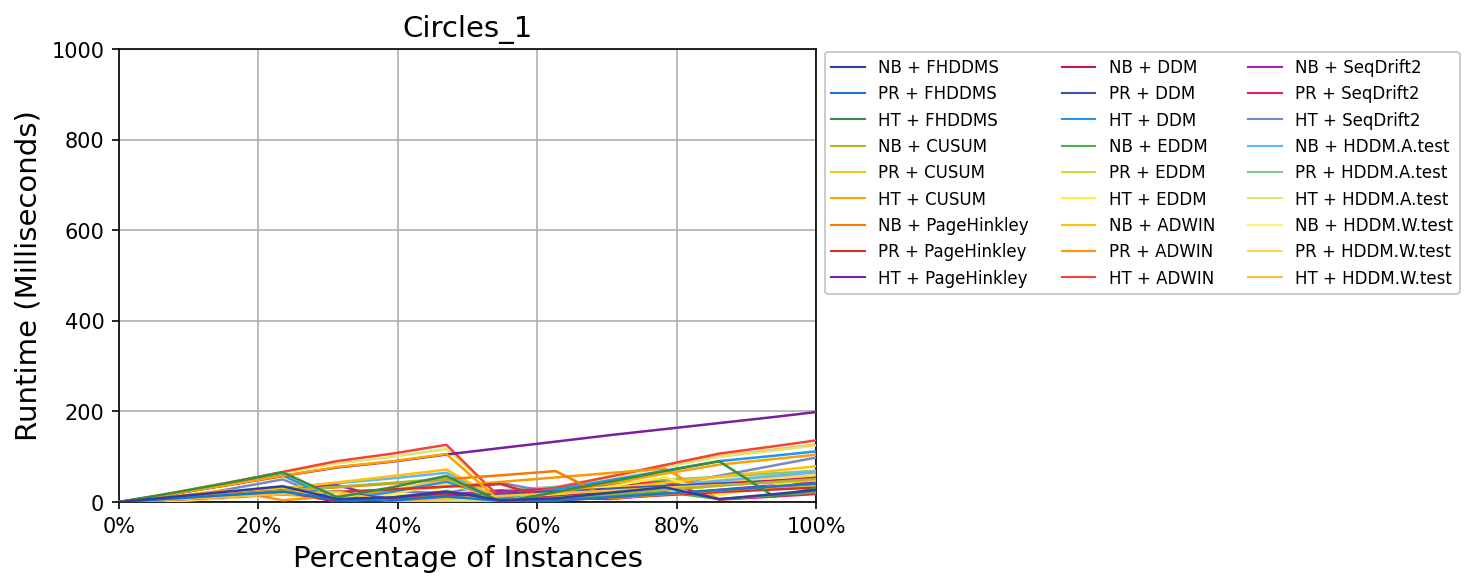 Circles_1
1000
800
600
400
200
0
Runtime (Milliseconds)
0% 20% 40% 60% 80% 100%
Percentage of Instances
NB + FHDDMS
PR + FHDDMS
HT + FHDDMS
NB + CUSUM
PR + CUSUM
HT + CUSUM
NB + PageHinkley
PR + PageHinkley
HT + PageHinkley
NB + DDM
PR + DDM
HT + DDM
NB + EDDM
PR + EDDM
HT + EDDM
NB + ADWIN
PR + ADWIN
HT + ADWIN
NB + SeqDrift2
PR + SeqDrift2
HT + SeqDrift2
NB + HDDM.A.test
PR + HDDM.A.test
HT + HDDM.A.test
NB + HDDM.W.test
PR + HDDM.W.test
HT + HDDM.W.test